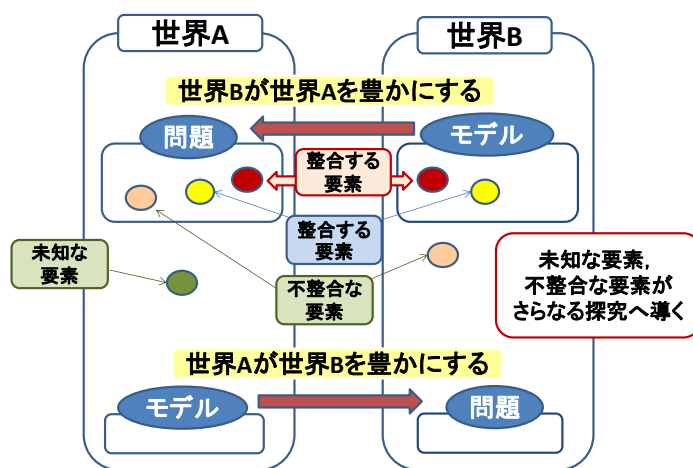 世界A
世界B
世界Bが世界Aを豊かにする
問題
モデル
整合する
要素
整合する
要素
未知な
要素
不整合な
要素
未知な要素,
不整合な要素が
さらなる探究へ導く
世界Aが世界Bを豊かにする
モデル
問題